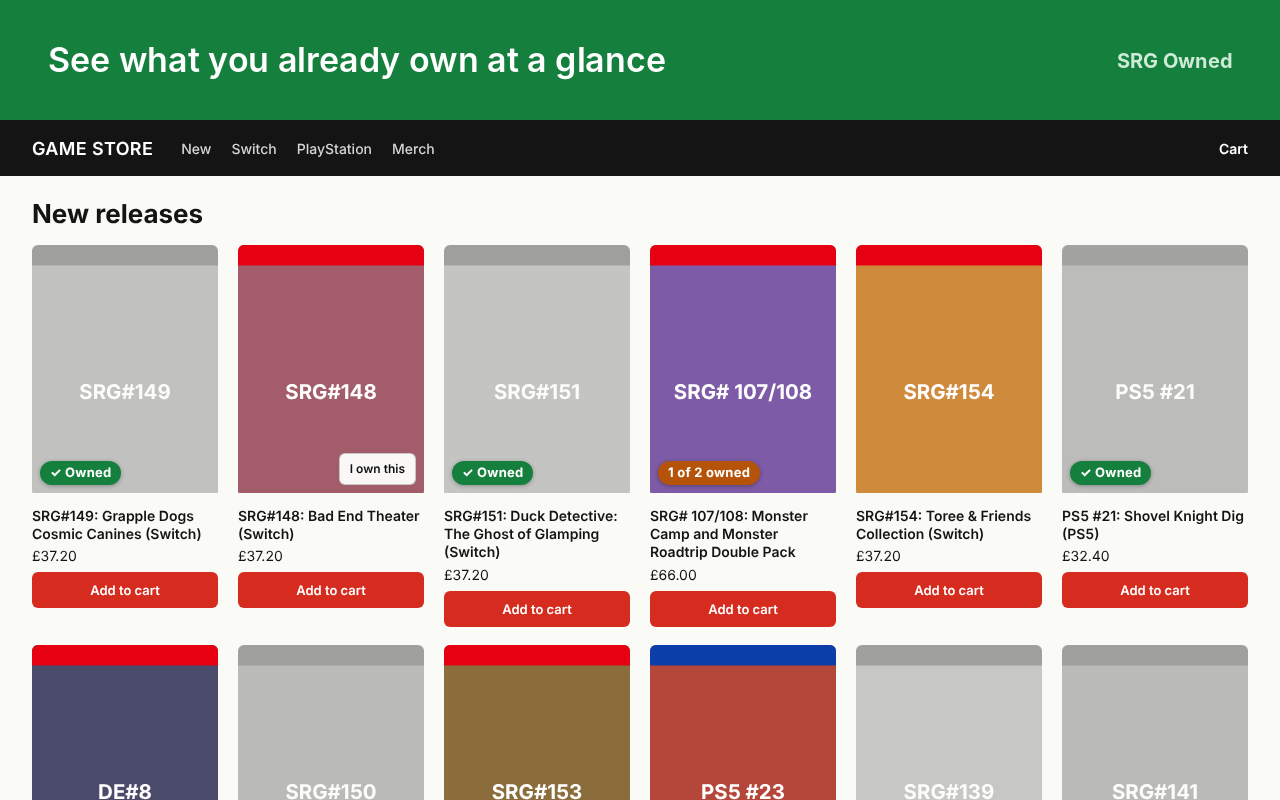 See what you already own at a glance
SRG Owned
GAME STORE
New
Switch
PlayStation
Merch
Cart
New releases
SRG#149
✓ Owned
SRG#148
I own this
SRG#151
✓ Owned
SRG# 107/108
1 of 2 owned
SRG#154
PS5 #21
✓ Owned
SRG#149: Grapple Dogs
Cosmic Canines (Switch)
£37.20
Add to cart
SRG#148: Bad End Theater
(Switch)
£37.20
Add to cart
SRG#151: Duck Detective:
The Ghost of Glamping
(Switch)
£37.20
Add to cart
SRG# 107/108: Monster
Camp and Monster
Roadtrip Double Pack
£66.00
Add to cart
SRG#154: Toree & Friends
Collection (Switch)
£37.20
Add to cart
PS5 #21: Shovel Knight Dig
(PS5)
£32.40
Add to cart
DE#8
SRG#150
SRG#153
PS5 #23
SRG#139
SRG#141